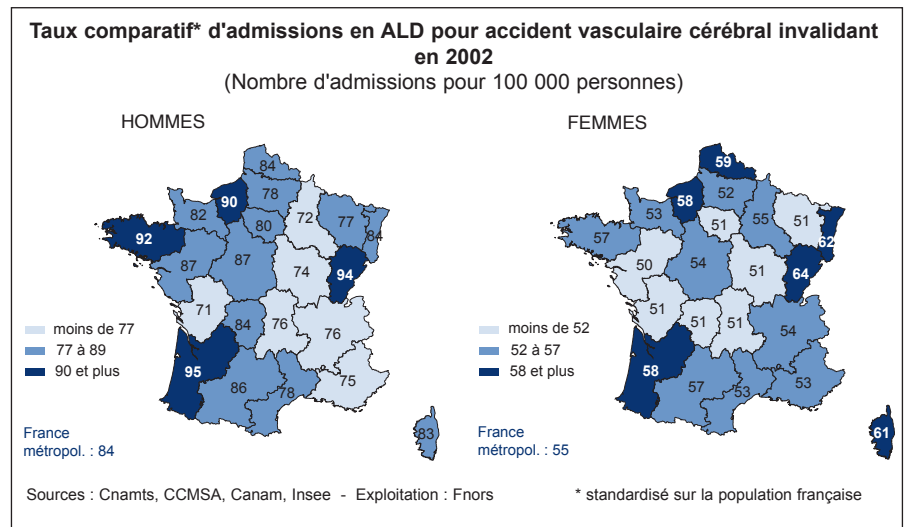 Taux comparatif* d'admissions en ALD pour accident vasculaire cérébral invalidant
en 2002
(Nombre d'admissions pour 100 000 personnes)
HOMMES
84
90
78
82
80
72
77
84
92
87
87
74
94
71
84
76
76
95
86
78
75
83
moins de 77
77 à 89
90 et plus
France
métropol. : 84
FEMMES
59
58
52
53
51
55
51
62
57
50
54
51
64
51
51
51
54
58
57
53
53
61
moins de 52
52 à 57
58 et plus
France
métropol. : 55
Sources : Cnamts, CCMSA, Canam, Insee - Exploitation : Fnors
* standardisé sur la population française